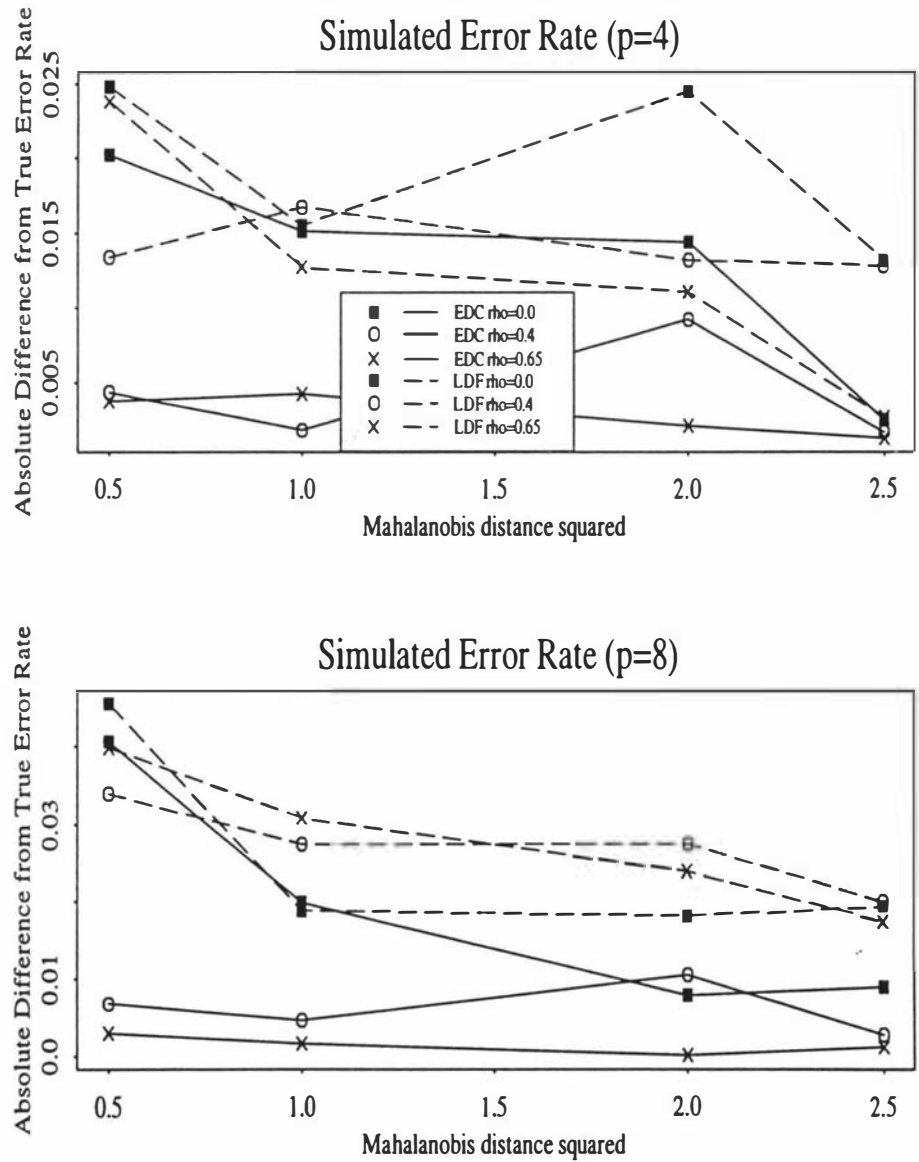 Simulated Error Rate (p=4)
Absolute Difference from True Error Rate
0.025
0.015
0.005
EDC rho=0.0
EDC rho=0.4
EDC rho=0.65
LDF rho=0.0
LDF rho=0.4
LDF rho=0.65
0.5 1.0 1.5 2.0 2.5
Mahalanobis distance squared
Simulated Error Rate (p=8)
Absolute Difference from True Error Rate
0.03
0.01
0.0
0.5 1.0 1.5 2.0 2.5
Mahalanobis distance squared